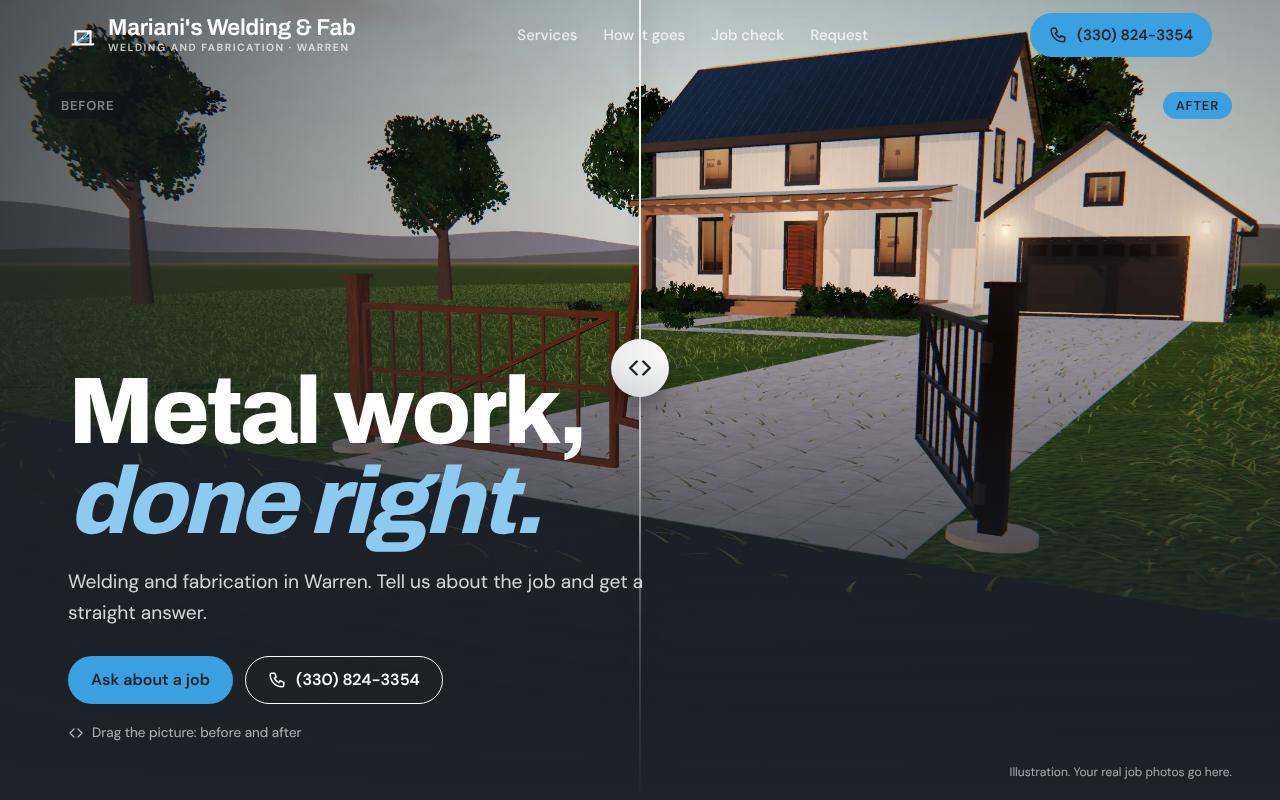 Mariani's Welding & Fab
WELDING AND FABRICATION · WARREN
Services
How it goes
Job check
Request
(330) 824-3354
BEFORE
AFTER
Metal work,
done right.
Welding and fabrication in Warren. Tell us about the job and get a
straight answer.
Ask about a job
(330) 824-3354
Drag the picture: before and after
Illustration. Your real job photos go here.